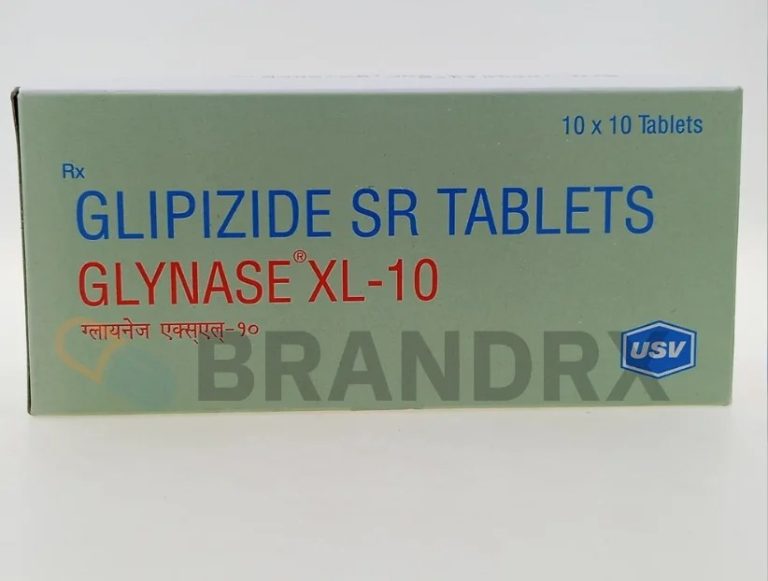 10 x 10 Tablets
Rx
GLIPIZIDE SR TABLETS
GLYNASE® XL-10
ग्लायनेज एक्सएल्-१०
BRANDRX
USV